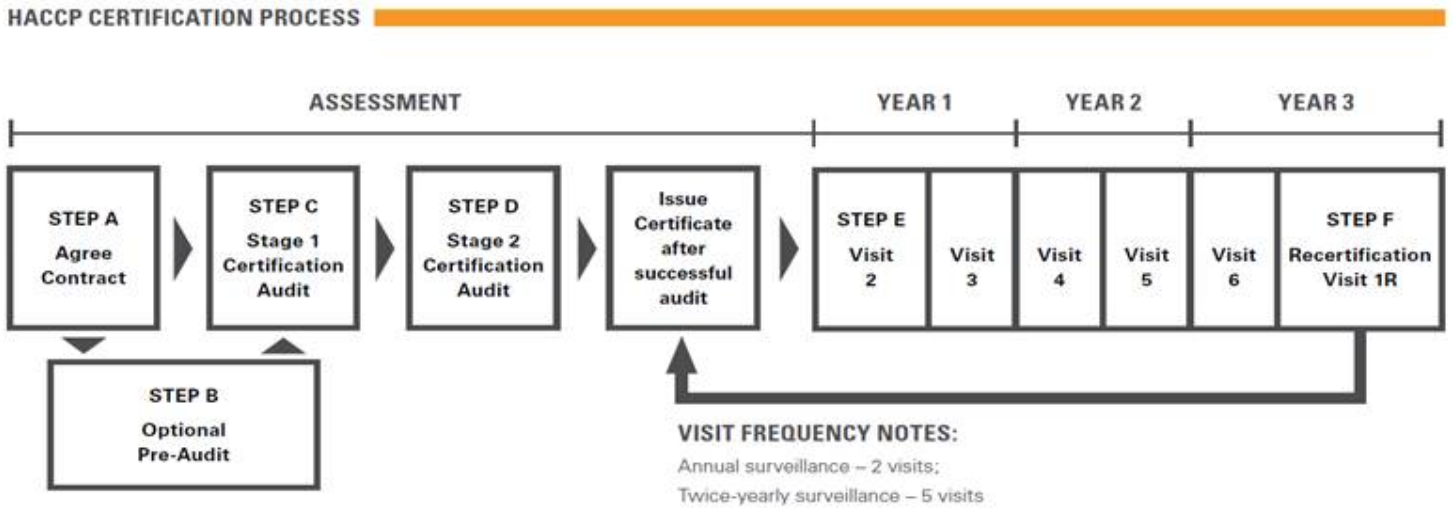 HACCP CERTIFICATION PROCESS
ASSESSMENT
YEAR 1
YEAR 2
YEAR 3
STEP A
Agree
Contract
STEP B
Optional
Pre-Audit
STEP C
Stage 1
Certification
Audit
STEP D
Stage 2
Certification
Audit
Issue
Certificate
after
successful
audit
STEP E
Visit
2
Visit
3
Visit
4
Visit
5
Visit
6
STEP F
Recertification
Visit 1R
VISIT FREQUENCY NOTES:
Annual surveillance – 2 visits;
Twice-yearly surveillance – 5 visits